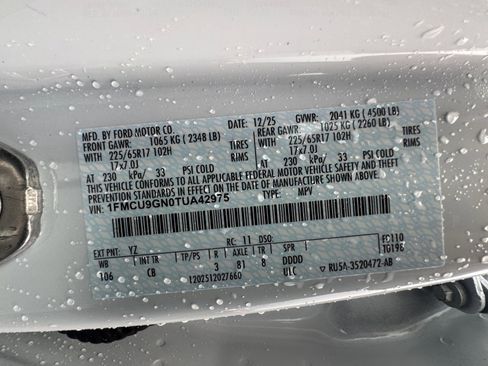 MFD. BY FORD MOTOR CO.
DATE: 12/25 GVWR: 2041 KG ( 4500 LB)
FRONT GAWR: 1065 KG ( 2348 LB) REAR GAWR: 1025 KG ( 2260 LB)
WITH 225/65R17 102H TIRES WITH 225/65R17 102H TIRES
17x7.0J RIMS 17x7.0J RIMS
AT 230 kPa/ 33 PSI COLD AT 230 kPa/ 33 PSI COLD
THIS VEHICLE CONFORMS TO ALL APPLICABLE FEDERAL MOTOR VEHICLE SAFETY, BUMPER, AND THEFT
PREVENTION STANDARDS IN EFFECT ON THE DATE OF MANUFACTURE SHOWN ABOVE.
VIN: 1FMCU9GN0TUA42975 TYPE: MPV
EXT PNT: YZ RC: 11 DSO:
WB INT TR TP/PS R AXLE TR SPR
106 CB 3 B1 8 DDDD
120251202766O ULC
FC110
TG19E
RU5A-3520472-AB